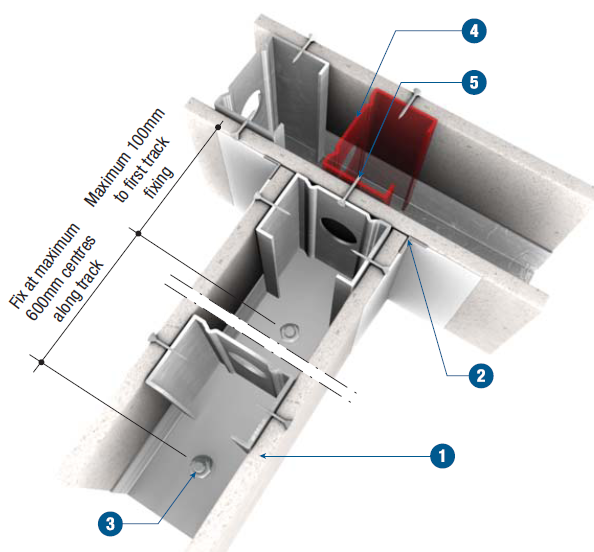 4
5
Maximum 100mm
to first track
fixing
Fix at maximum
600mm centres
along track
2
1
3